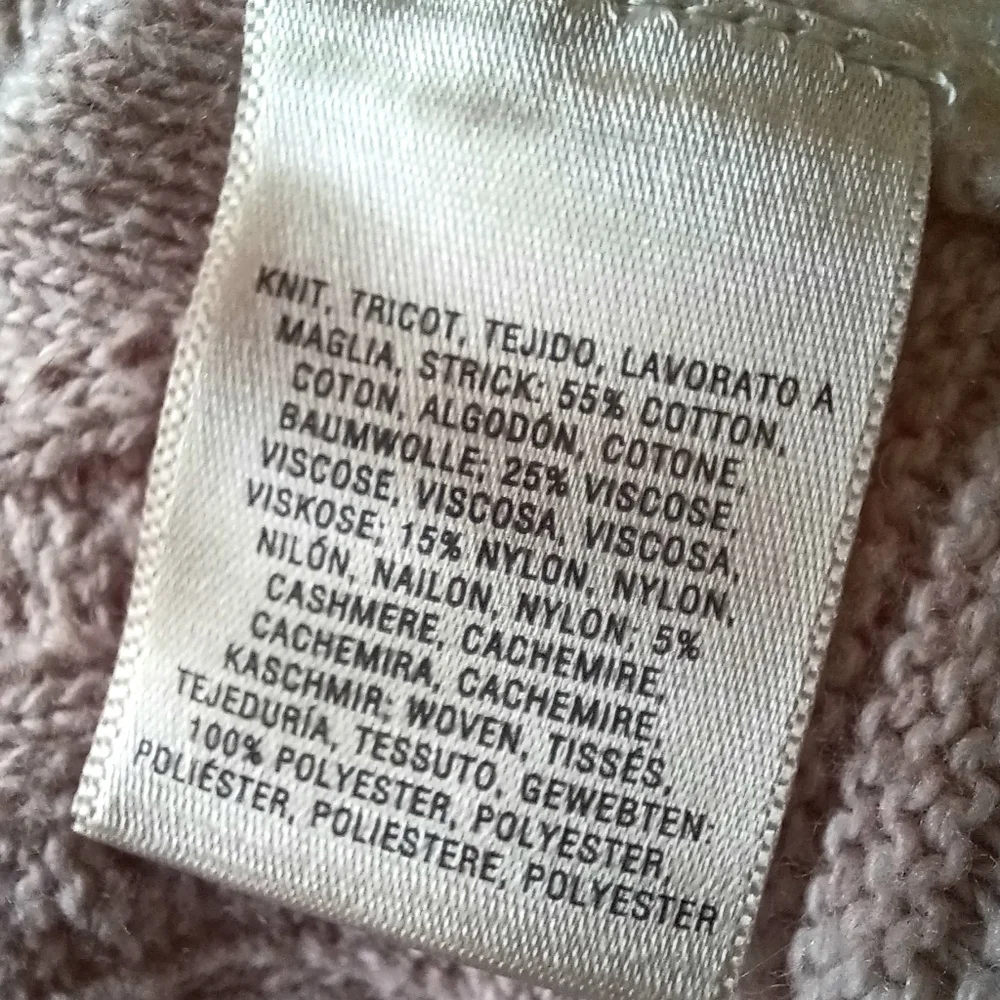 KNIT, TRICOT, TEJIDO, LAVORATO A
MAGLIA, STRICK: 55% COTTON,
COTON, ALGODÓN, COTONE,
BAUMWOLLE; 25% VISCOSE,
VISCOSE, VISCOSA, VISCOSA,
VISKOSE; 15% NYLON, NYLON,
NILÓN, NAILON, NYLON; 5%
CASHMERE, CACHEMIRE,
CACHEMIRA, CACHEMIRE,
KASCHMIR; WOVEN, TISSÉS,
TEJEDURÍA, TESSUTO, GEWEBTEN:
100% POLYESTER, POLYESTER,
POLIÉSTER, POLIESTERE, POLYESTER